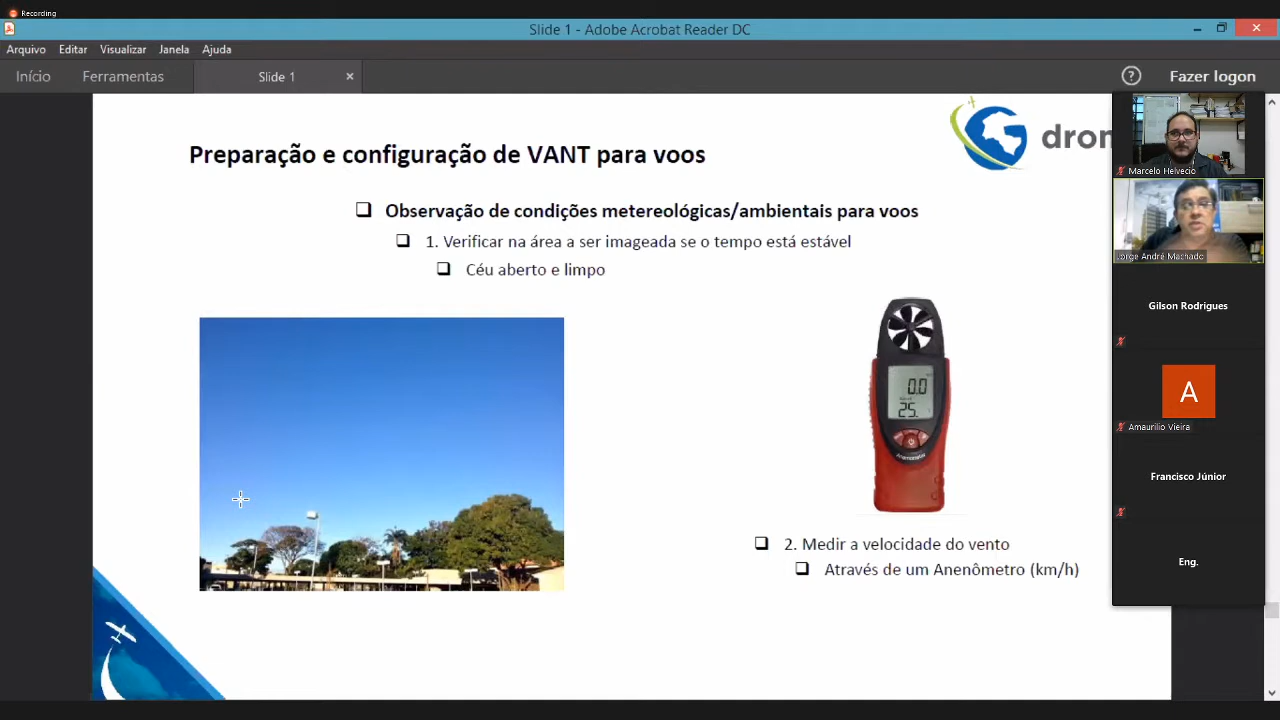 Recording
Slide 1 - Adobe Acrobat Reader DC
Arquivo Editar Visualizar Janela Ajuda
Início Ferramentas Slide 1 Fazer logon
dron
Preparação e configuração de VANT para voos
Observação de condições metereológicas/ambientais para voos
1. Verificar na área a ser imageada se o tempo está estável
Céu aberto e limpo
0.0
25.
2. Medir a velocidade do vento
Através de um Anenômetro (km/h)
Marcelo Helvecio
Jorge André Machado
Gilson Rodrigues
A
Amaurilio Vieira
Francisco Júnior
Eng.